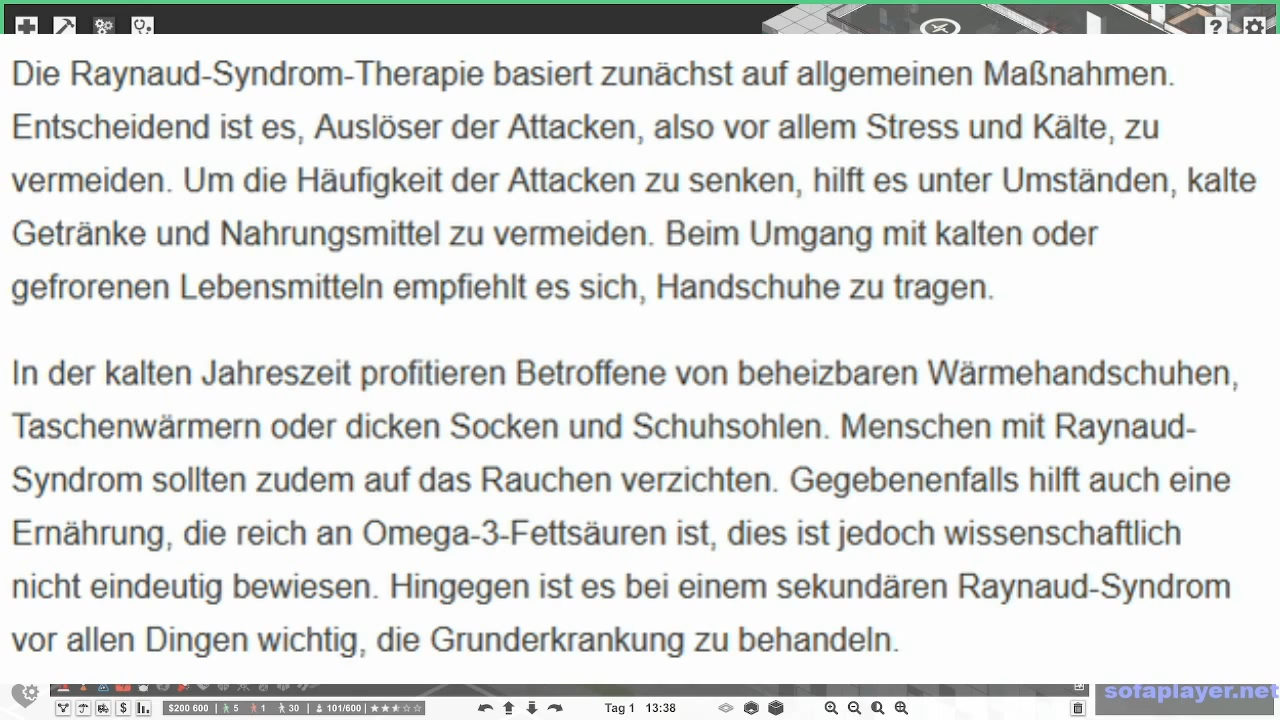 ?
Die Raynaud-Syndrom-Therapie basiert zunächst auf allgemeinen Maßnahmen.
Entscheidend ist es, Auslöser der Attacken, also vor allem Stress und Kälte, zu
vermeiden. Um die Häufigkeit der Attacken zu senken, hilft es unter Umständen, kalte
Getränke und Nahrungsmittel zu vermeiden. Beim Umgang mit kalten oder
gefrorenen Lebensmitteln empfiehlt es sich, Handschuhe zu tragen.
In der kalten Jahreszeit profitieren Betroffene von beheizbaren Wärmehandschuhen,
Taschenwärmern oder dicken Socken und Schuhsohlen. Menschen mit Raynaud-
Syndrom sollten zudem auf das Rauchen verzichten. Gegebenenfalls hilft auch eine
Ernährung, die reich an Omega-3-Fettsäuren ist, dies ist jedoch wissenschaftlich
nicht eindeutig bewiesen. Hingegen ist es bei einem sekundären Raynaud-Syndrom
vor allen Dingen wichtig, die Grunderkrankung zu behandeln.
sofaplayer.net
$ $200 600 5 1 30 101/600 Tag 1 13:38